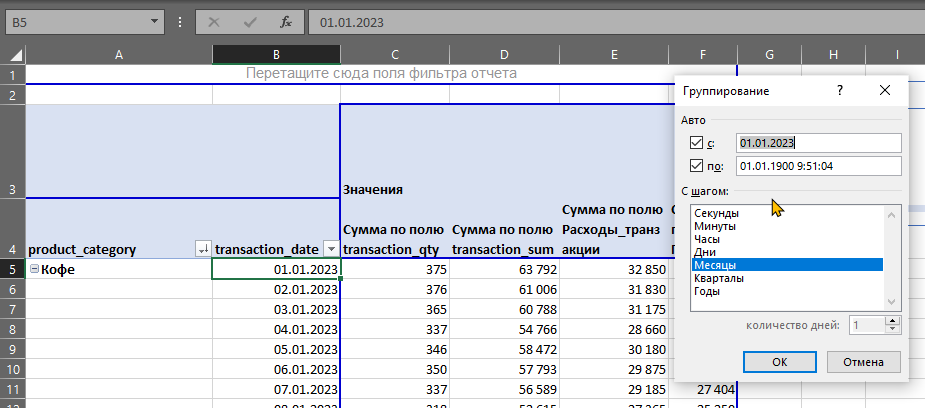 B5 01.01.2023
A B C D E F G H I
1 Перетащите сюда поля фильтра отчета
2
3 Значения
4 product_category transaction_date Сумма по полю transaction_qty Сумма по полю transaction_sum Сумма по полю Расходы_транз акции
5 Кофе 01.01.2023 375 63 792 32 850
6 02.01.2023 376 61 006 31 830
7 03.01.2023 365 60 788 31 175
8 04.01.2023 337 54 766 28 660
9 05.01.2023 346 58 472 30 180
10 06.01.2023 350 57 793 29 875
11 07.01.2023 337 56 589 29 185 27 404
Группирование ?
Авто
с: 01.01.2023
по: 01.01.1900 9:51:04
С шагом:
Секунды
Минуты
Часы
Дни
Месяцы
Кварталы
Годы
количество дней: 1
ОК Отмена